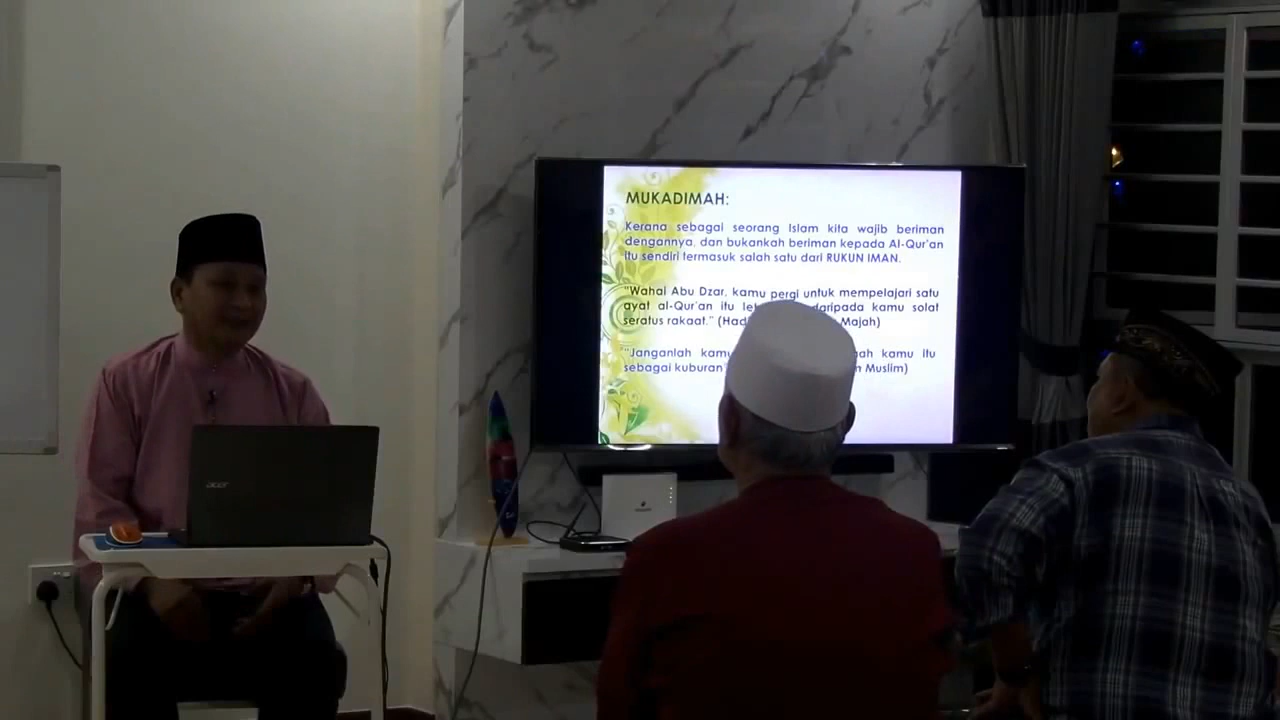 MUKADIMAH:
Kerana sebagai seorang Islam kita wajib beriman
dengannya, dan bukankah beriman kepada Al-Qur'an
itu sendiri termasuk salah satu dari RUKUN IMAN.
"Wahai Abu Dzar, kamu pergi untuk mempelajari satu
ayat al-Qur'an itu daripada kamu solat
seratus rakaat." Majah)
"Janganlah kamu kamu itu
sebagai kuburan Muslim)
acer